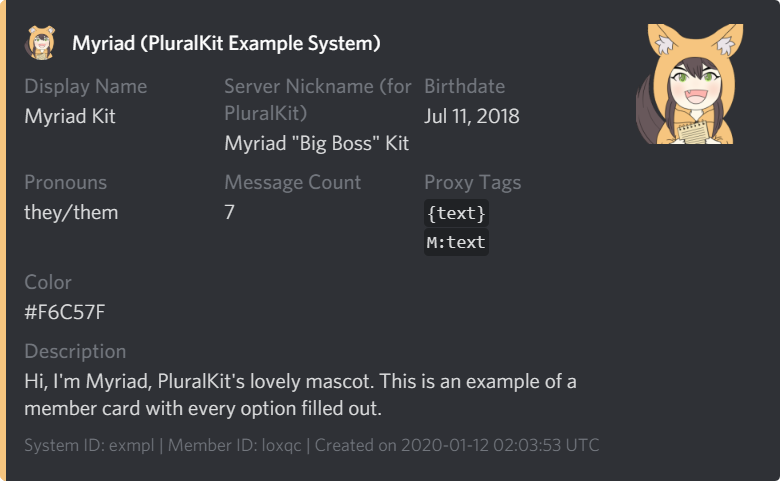 Myriad (PluralKit Example System)
Display Name
Myriad Kit
Server Nickname (for
PluralKit)
Myriad "Big Boss" Kit
Birthdate
Jul 11, 2018
Pronouns
they/them
Message Count
7
Proxy Tags
{text}
M:text
Color
#F6C57F
Description
Hi, I'm Myriad, PluralKit's lovely mascot. This is an example of a
member card with every option filled out.
System ID: exmpl | Member ID: loxqc | Created on 2020-01-12 02:03:53 UTC